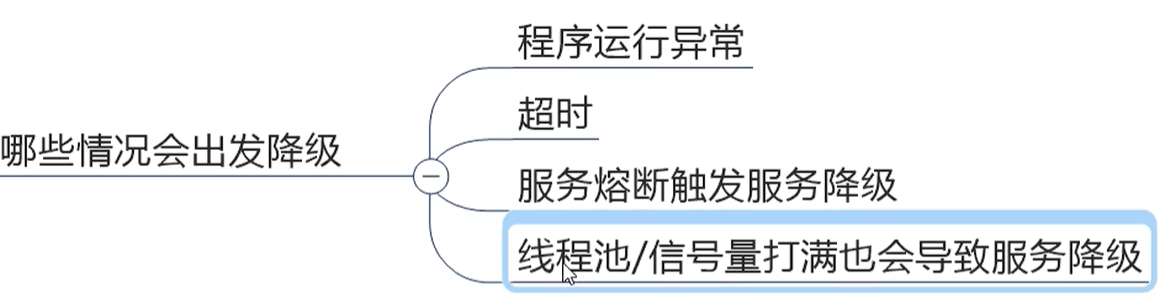 哪些情况会出发降级
程序运行异常
超时
服务熔断触发服务降级
线程池/信号量打满也会导致服务降级